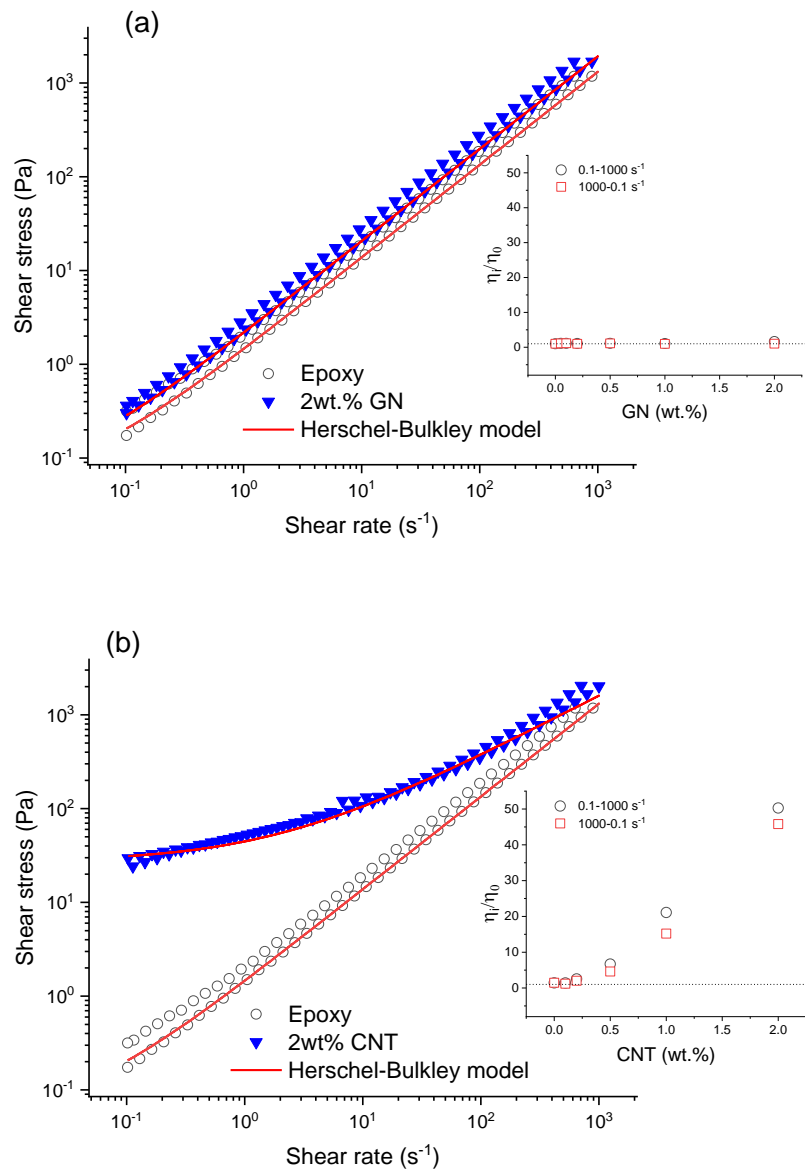 (a)
10³
10²
10¹
10⁰
10⁻¹
Shear stress (Pa)
10⁻¹ 10⁰ 10¹ 10² 10³
Shear rate (s⁻¹)
Epoxy
2wt.% GN
Herschel-Bulkley model
50
40
30
20
10
0
ηᵢ/η₀
0.1-1000 s⁻¹
1000-0.1 s⁻¹
0.0 0.5 1.0 1.5 2.0
GN (wt.%)
(b)
10³
10²
10¹
10⁰
10⁻¹
Shear stress (Pa)
10⁻¹ 10⁰ 10¹ 10² 10³
Shear rate (s⁻¹)
Epoxy
2wt% CNT
Herschel-Bulkley model
50
40
30
20
10
0
ηᵢ/η₀
0.1-1000 s⁻¹
1000-0.1 s⁻¹
0.0 0.5 1.0 1.5 2.0
CNT (wt.%)